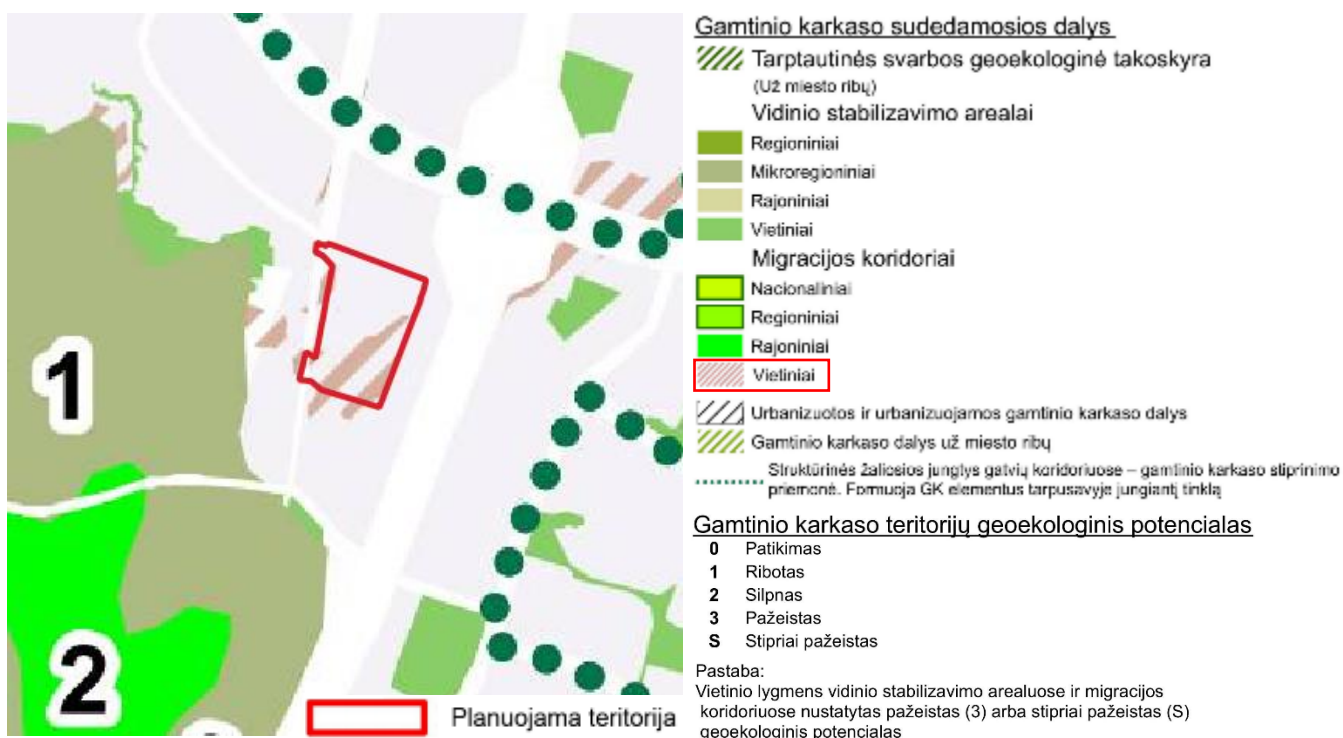 1
2
Planuojama teritorija
Gamtinio karkaso sudedamosios dalys
Tarptautinės svarbos geoekologinė takoskyra
(Už miesto ribų)
Vidinio stabilizavimo arealai
Regioniniai
Mikroregioniniai
Rajoniniai
Vietiniai
Migracijos koridoriai
Nacionaliniai
Regioniniai
Rajoniniai
Vietiniai
Urbanizuotos ir urbanizuojamos gamtinio karkaso dalys
Gamtinio karkaso dalys už miesto ribų
Struktūrinės žaliosios jungtys gatvių koridoriuose – gamtinio karkaso stiprinimo
priemonė. Formuoja GK elementus tarpusavyje jungiantį tinklą
Gamtinio karkaso teritorijų geoekologinis potencialas
0 Patikimas
1 Ribotas
2 Silpnas
3 Pažeistas
S Stipriai pažeistas
Pastaba:
Vietinio lygmens vidinio stabilizavimo arealuose ir migracijos
koridoriuose nustatytas pažeistas (3) arba stipriai pažeistas (S)
geoekologinis potencialas